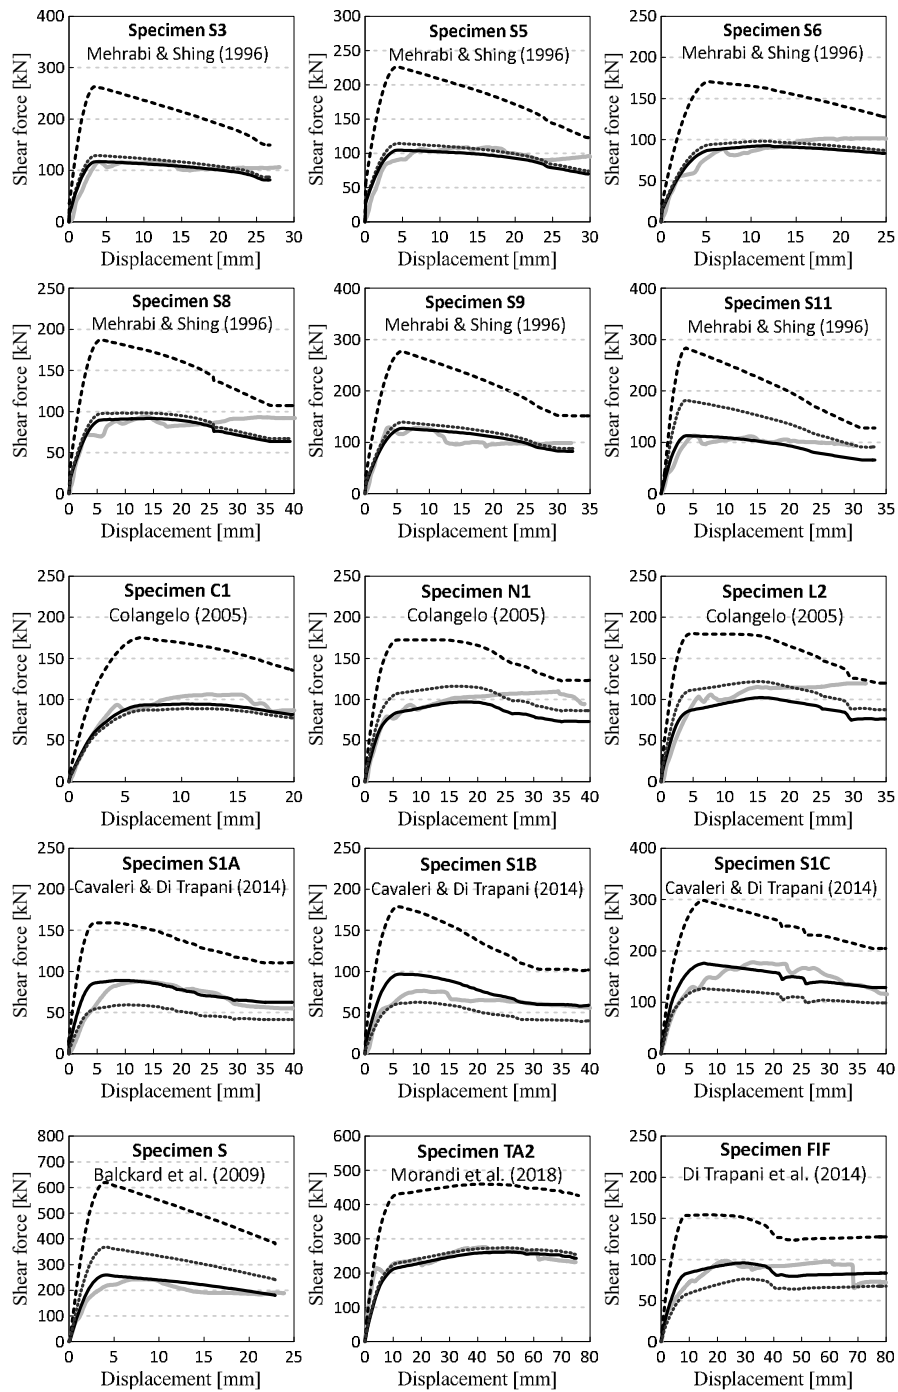 Specimen S3
Mehrabi & Shing (1996)
Shear force [kN]
400
300
200
100
0
0 5 10 15 20 25 30
Displacement [mm]
Specimen S5
Mehrabi & Shing (1996)
Shear force [kN]
300
250
200
150
100
50
0
0 5 10 15 20 25 30
Displacement [mm]
Specimen S6
Mehrabi & Shing (1996)
Shear force [kN]
250
200
150
100
50
0
0 5 10 15 20 25
Displacement [mm]
Specimen S8
Mehrabi & Shing (1996)
Shear force [kN]
250
200
150
100
50
0
0 5 10 15 20 25 30 35 40
Displacement [mm]
Specimen S9
Mehrabi & Shing (1996)
Shear force [kN]
400
300
200
100
0
0 5 10 15 20 25 30 35
Displacement [mm]
Specimen S11
Mehrabi & Shing (1996)
Shear force [kN]
400
300
200
100
0
0 5 10 15 20 25 30 35
Displacement [mm]
Specimen C1
Colangelo (2005)
Shear force [kN]
250
200
150
100
50
0
0 5 10 15 20
Displacement [mm]
Specimen N1
Colangelo (2005)
Shear force [kN]
250
200
150
100
50
0
0 5 10 15 20 25 30 35 40
Displacement [mm]
Specimen L2
Colangelo (2005)
Shear force [kN]
250
200
150
100
50
0
0 5 10 15 20 25 30 35
Displacement [mm]
Specimen S1A
Cavaleri & Di Trapani (2014)
Shear force [kN]
250
200
150
100
50
0
0 5 10 15 20 25 30 35 40
Displacement [mm]
Specimen S1B
Cavaleri & Di Trapani (2014)
Shear force [kN]
250
200
150
100
50
0
0 5 10 15 20 25 30 35 40
Displacement [mm]
Specimen S1C
Cavaleri & Di Trapani (2014)
Shear force [kN]
400
300
200
100
0
0 5 10 15 20 25 30 35 40
Displacement [mm]
Specimen S
Balckard et al. (2009)
Shear force [kN]
800
700
600
500
400
300
200
100
0
0 5 10 15 20 25
Displacement [mm]
Specimen TA2
Morandi et al. (2018)
Shear force [kN]
600
500
400
300
200
100
0
0 10 20 30 40 50 60 70 80
Displacement [mm]
Specimen FIF
Di Trapani et al. (2014)
Shear force [kN]
250
200
150
100
50
0
0 10 20 30 40 50 60 70 80
Displacement [mm]